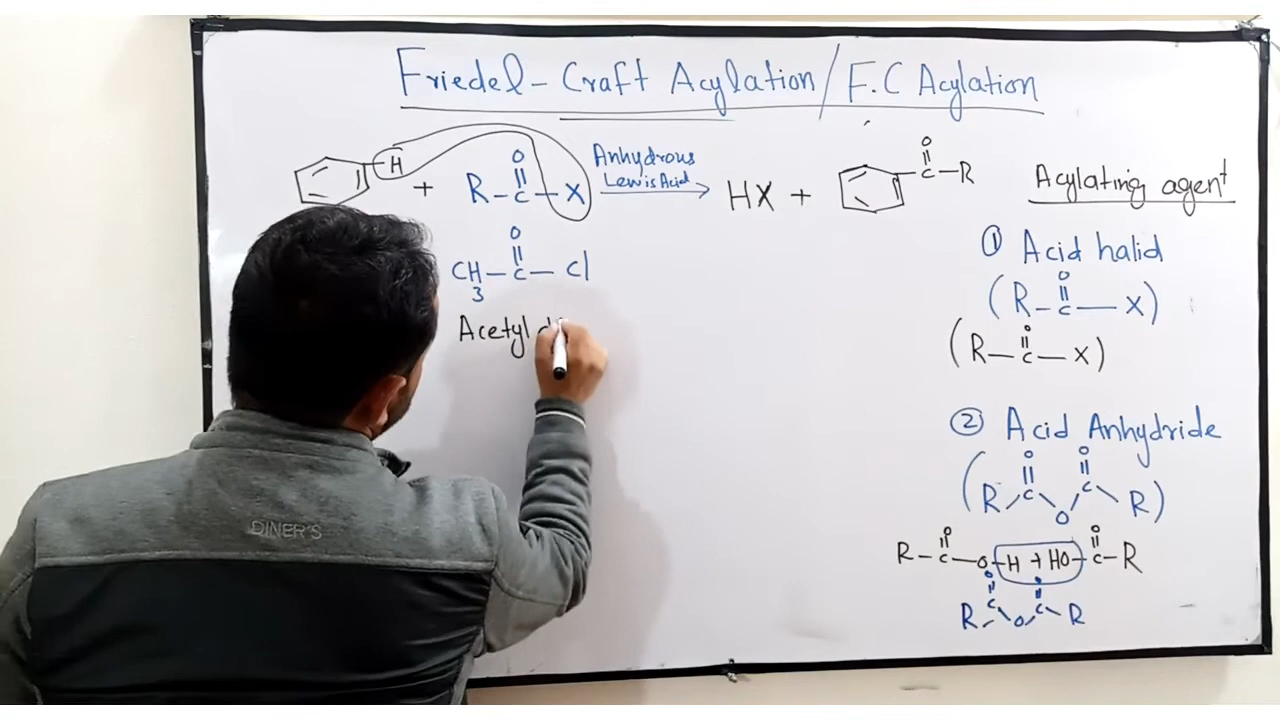 Friedel-Craft Acylation/F.C Acylation
H + R-C-X
O
Anhydrous
Lewis Acid
HX +
O
C-R
Acylating agent
O
CH3-C-Cl
Acetyl
① Acid halid
O
(R-C-X)
O
(R-C-X)
② Acid Anhydride
O O
(R C O C R)
O O
R-C-O-H + HO-C-R
O O
R C O C R
DINER'S